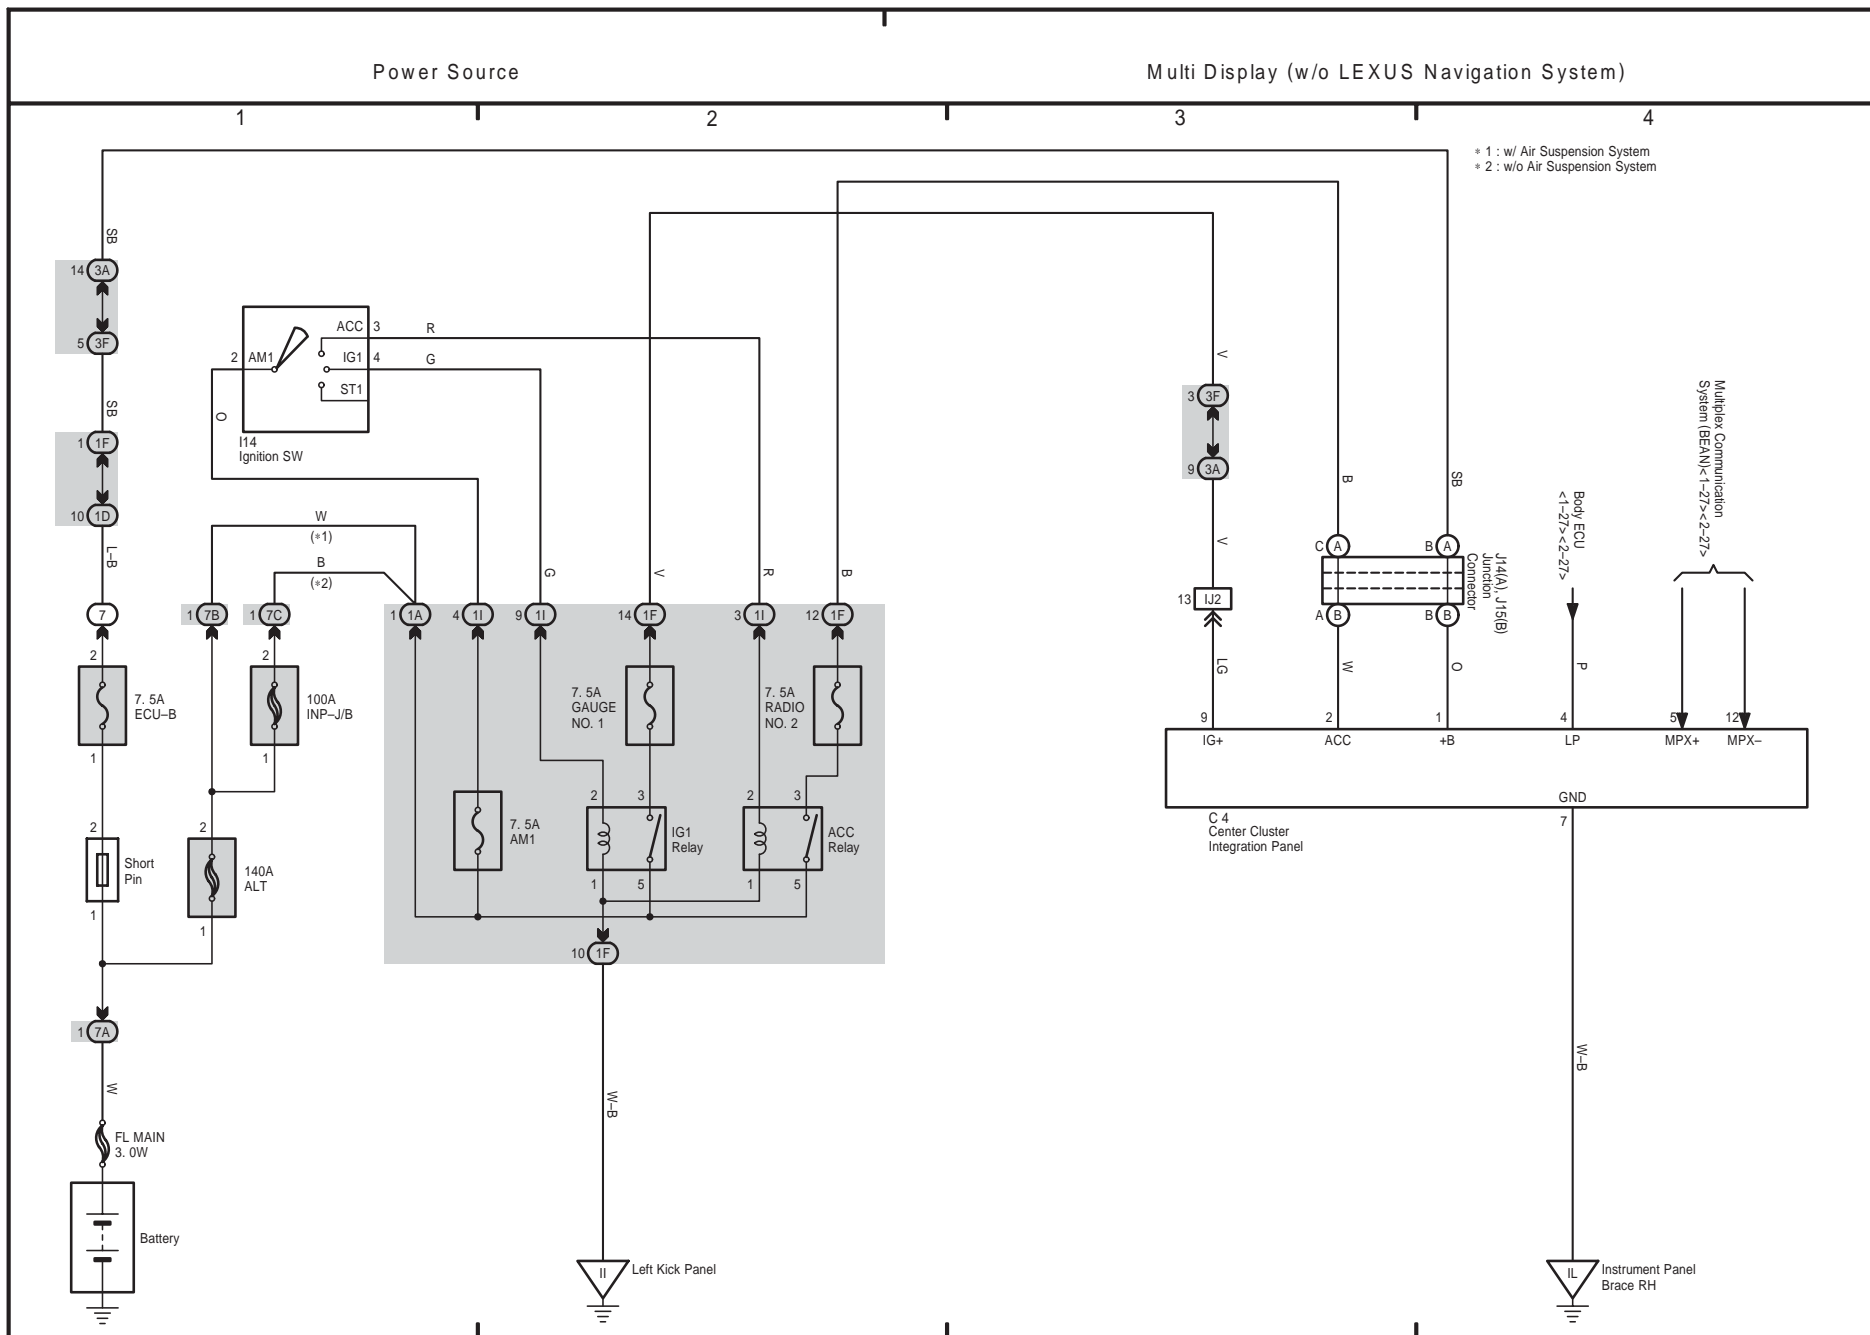 Power Source
Multi Display (w/o LEXUS Navigation System)
1
2
3
4
∗ 1 : w/ Air Suspension System
∗ 2 : w/o Air Suspension System
SB
14 3A
5 3F
SB
1 1F
10 1D
L–B
7
2
7. 5A
ECU–B
1
2
Short
Pin
1
1 7A
W
FL MAIN
3. 0W
Battery
ACC 3
R
2 AM1
IG1 4
G
ST1
O
I14
Ignition SW
W
(∗1)
B
(∗2)
1 7B
1 7C
2
100A
INP–J/B
1
2
140A
ALT
1
G
V
R
B
1 1A
4 1I
9 1I
14 1F
3 1I
12 1F
7. 5A
GAUGE
NO. 1
7. 5A
RADIO
NO. 2
7. 5A
AM1
2
3
IG1
Relay
1
5
2
3
ACC
Relay
1
5
10 1F
W–B
II
Left Kick Panel
V
3 3F
9 3A
V
13 IJ2
LG
B
SB
C A
B A
J14(A), J15(B)
Junction
Connector
A B
B B
W
O
Body ECU
<1–27><2–27>
P
Multiplex Communication
System (BEAN)<1–27><2–27>
9
2
1
4
5
12
IG+
ACC
+B
LP
MPX+
MPX–
GND
7
C 4
Center Cluster
Integration Panel
W–B
IL
Instrument Panel
Brace RH